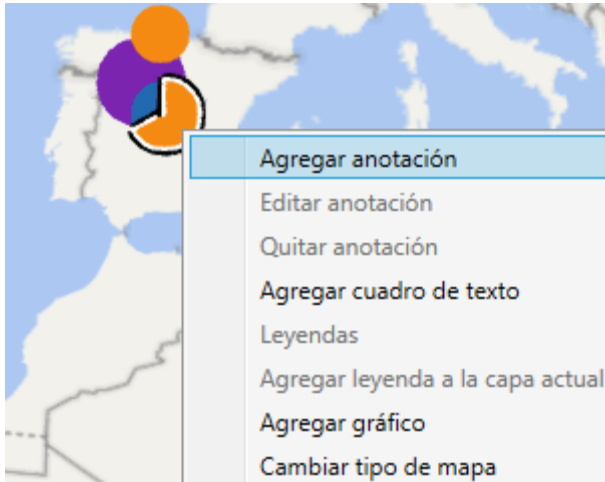 Agregar anotación
Editar anotación
Quitar anotación
Agregar cuadro de texto
Leyendas
Agregar leyenda a la capa actual
Agregar gráfico
Cambiar tipo de mapa